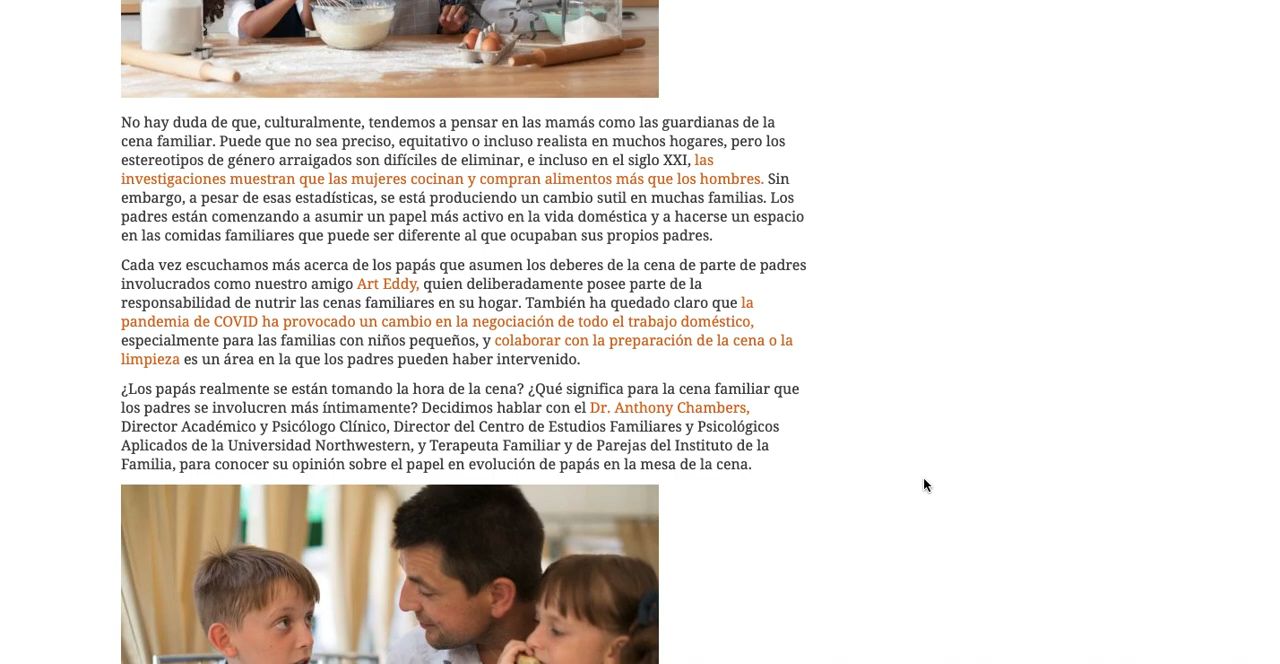 No hay duda de que, culturalmente, tendemos a pensar en las mamás como las guardianas de la
cena familiar. Puede que no sea preciso, equitativo o incluso realista en muchos hogares, pero los
estereotipos de género arraigados son difíciles de eliminar, e incluso en el siglo XXI, las
investigaciones muestran que las mujeres cocinan y compran alimentos más que los hombres. Sin
embargo, a pesar de esas estadísticas, se está produciendo un cambio sutil en muchas familias. Los
padres están comenzando a asumir un papel más activo en la vida doméstica y a hacerse un espacio
en las comidas familiares que puede ser diferente al que ocupaban sus propios padres.
Cada vez escuchamos más acerca de los papás que asumen los deberes de la cena de parte de padres
involucrados como nuestro amigo Art Eddy, quien deliberadamente posee parte de la
responsabilidad de nutrir las cenas familiares en su hogar. También ha quedado claro que la
pandemia de COVID ha provocado un cambio en la negociación de todo el trabajo doméstico,
especialmente para las familias con niños pequeños, y colaborar con la preparación de la cena o la
limpieza es un área en la que los padres pueden haber intervenido.
¿Los papás realmente se están tomando la hora de la cena? ¿Qué significa para la cena familiar que
los padres se involucren más íntimamente? Decidimos hablar con el Dr. Anthony Chambers,
Director Académico y Psicólogo Clínico, Director del Centro de Estudios Familiares y Psicológicos
Aplicados de la Universidad Northwestern, y Terapeuta Familiar y de Parejas del Instituto de la
Familia, para conocer su opinión sobre el papel en evolución de papás en la mesa de la cena.